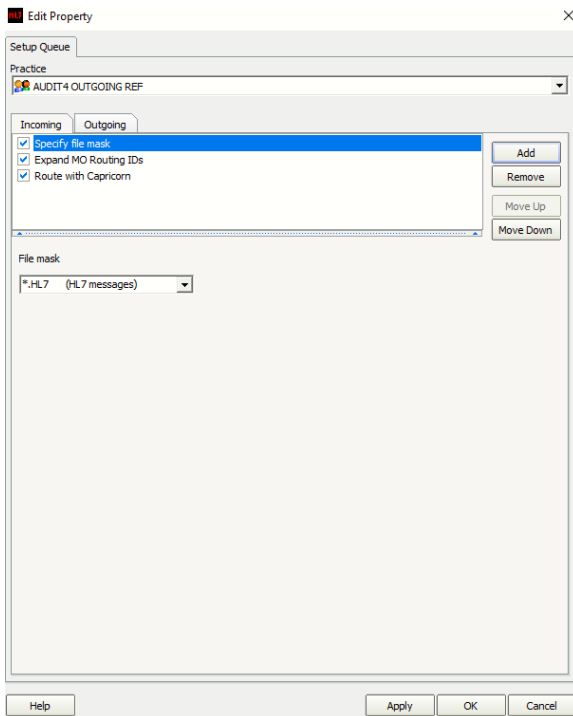 HL7 Edit Property
Setup Queue
Practice
AUDIT4 OUTGOING REF
Incoming Outgoing
Specify file mask
Expand MO Routing IDs
Route with Capricorn
Add
Remove
Move Up
Move Down
File mask
*.HL7 (HL7 messages)
Help Apply OK Cancel